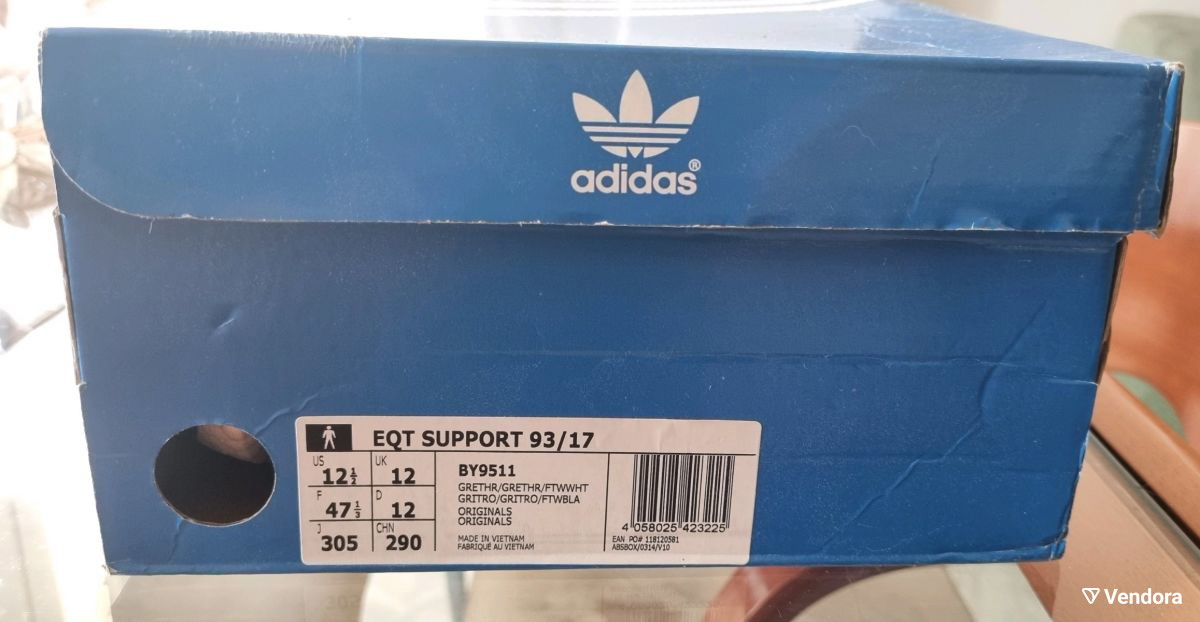 adidas®
EQT SUPPORT 93/17
US 12½ UK 12
F 47⅓ D 12
J 305 CHN 290
BY9511
GRETHR/GRETHR/FTWWHT
GRITRO/GRITRO/FTWBLA
ORIGINALS
ORIGINALS
MADE IN VIETNAM
FABRIQUÉ AU VIETNAM
4 058025 423225
EAN PO# 118120581
ABSBOX/0314/V10
Vendora